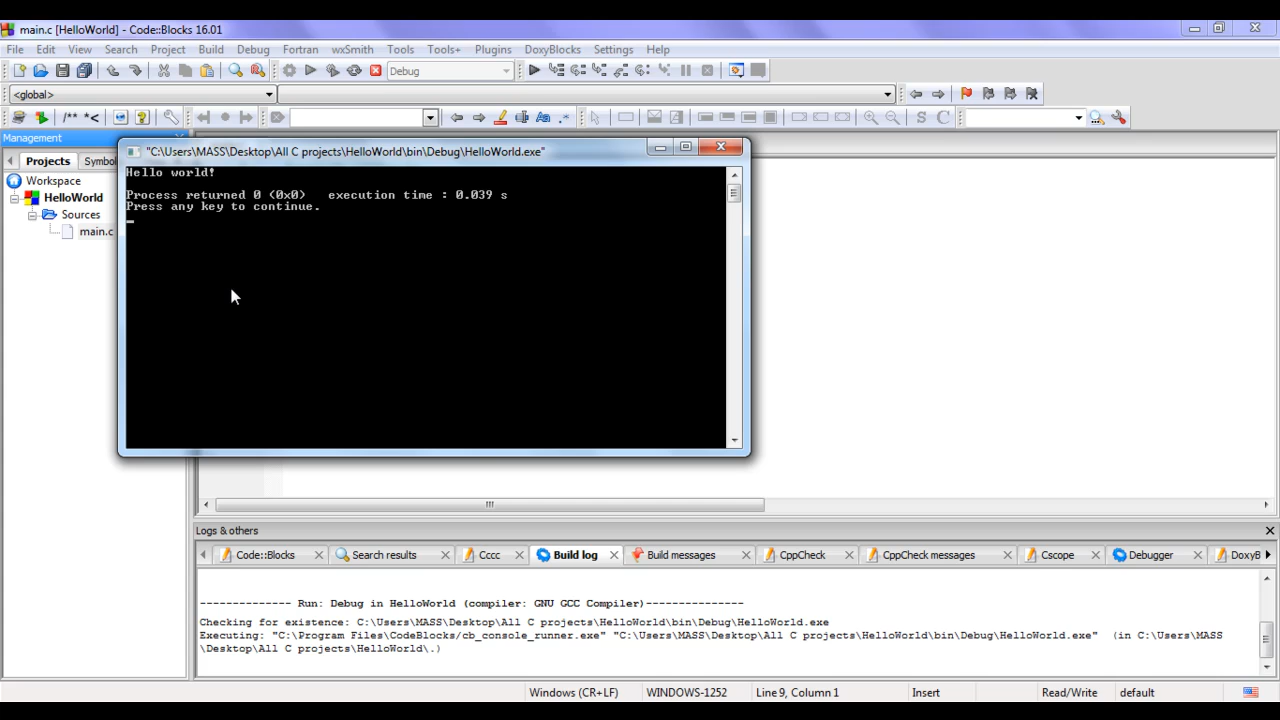 main.c [HelloWorld] - Code::Blocks 16.01
File Edit View Search Project Build Debug Fortran wxSmith Tools Tools+ Plugins DoxyBlocks Settings Help
Debug
<global>
/** *<
Aa .*
S C
Management
Projects Symbo
Workspace
HelloWorld
Sources
main.c
"C:\Users\MASS\Desktop\All C projects\HelloWorld\bin\Debug\HelloWorld.exe"
Hello world!
Process returned 0 (0x0)   execution time : 0.039 s
Press any key to continue.
Logs & others
Code::Blocks Search results Cccc Build log Build messages CppCheck CppCheck messages Cscope Debugger DoxyB
-------------- Run: Debug in HelloWorld (compiler: GNU GCC Compiler)---------------
Checking for existence: C:\Users\MASS\Desktop\All C projects\HelloWorld\bin\Debug\HelloWorld.exe
Executing: "C:\Program Files\CodeBlocks/cb_console_runner.exe" "C:\Users\MASS\Desktop\All C projects\HelloWorld\bin\Debug\HelloWorld.exe"  (in C:\Users\MASS
\Desktop\All C projects\HelloWorld\.)
Windows (CR+LF) WINDOWS-1252 Line 9, Column 1 Insert Read/Write default